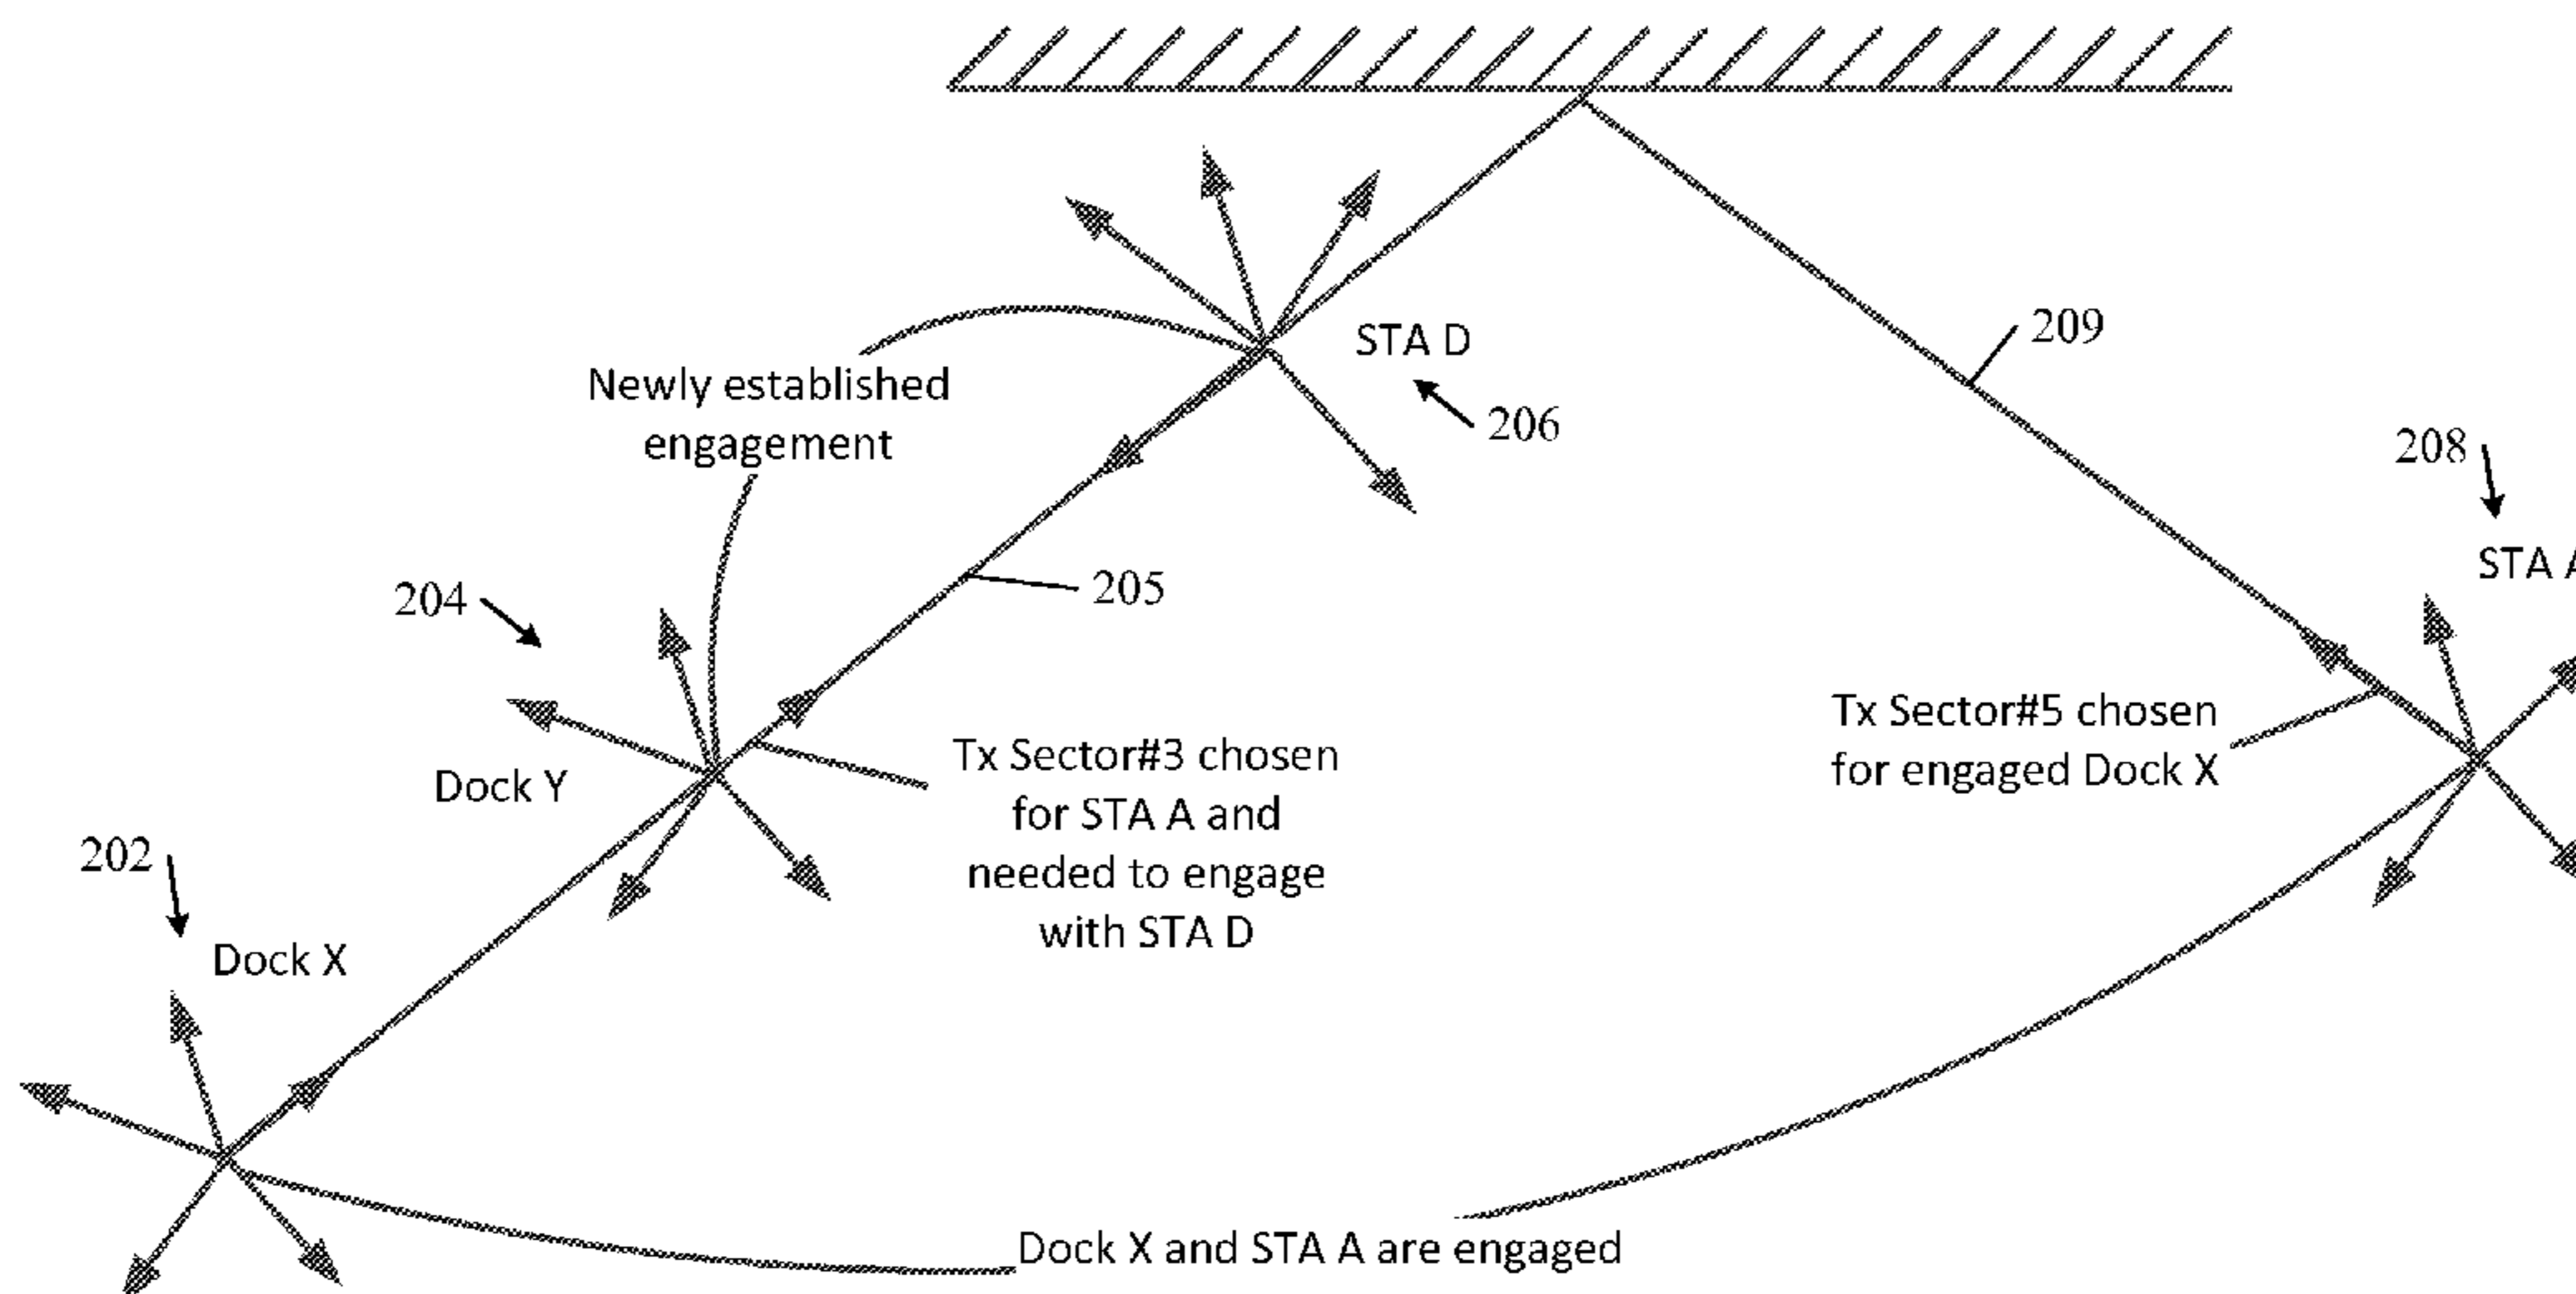 STA D
206
209
208
STA A
Newly established
engagement
205
204
Dock Y
Tx Sector#3 chosen
for STA A and
needed to engage
with STA D
Tx Sector#5 chosen
for engaged Dock X
202
Dock X
Dock X and STA A are engaged